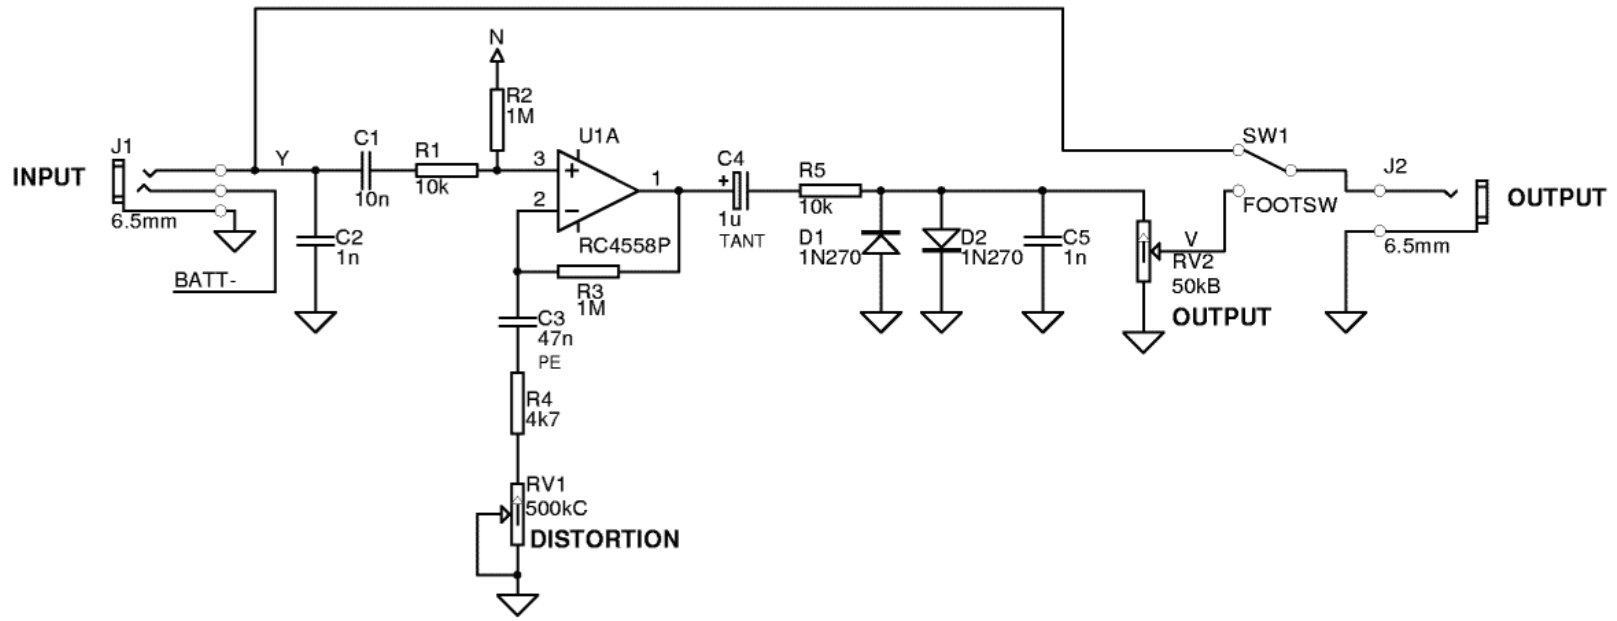 N
R2
1M
U1A
SW1
J1
Y
C1
R1
3
C4
+
R5
J2
INPUT
10k
10n
+
1
2
-
1u
10k
FOOTSW
OUTPUT
6.5mm
C2
1n
RC4558P
TANT
D1
1N270
D2
1N270
C5
1n
V
RV2
50kB
6.5mm
BATT-
R3
1M
OUTPUT
C3
47n
PE
R4
4k7
RV1
500kC
DISTORTION